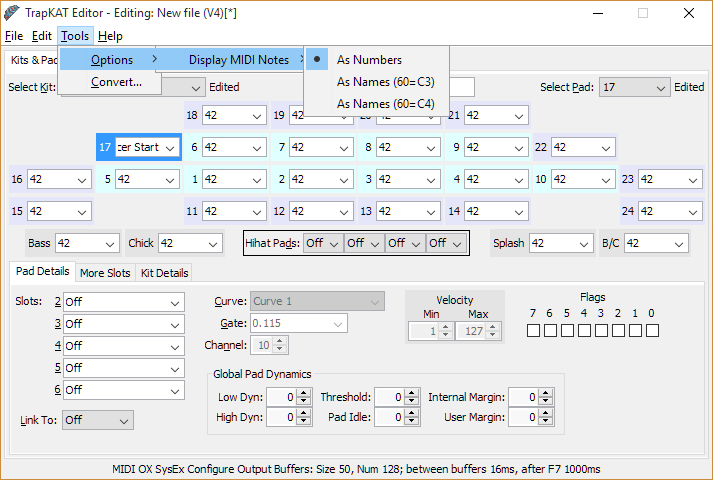 TrapKAT Editor - Editing: New file (V4)[*]
File Edit Tools Help
Options Display MIDI Notes As Numbers
Convert... As Names (60=C3)
As Names (60=C4)
Kits & Pad
Select Kit: Edited Select Pad: 17 Edited
18 42 19 20 21 42
17 cer Start 6 42 7 42 8 42 9 42 22 42
16 42 5 42 1 42 2 42 3 42 4 42 10 42 23 42
15 42 11 42 12 42 13 42 14 42 24 42
Bass 42 Chick 42 Hihat Pads: Off Off Off Off Splash 42 B/C 42
Pad Details More Slots Kit Details
Slots: 2 Off
3 Off
4 Off
5 Off
6 Off
Link To: Off
Curve: Curve 1
Gate: 0.115
Channel: 10
Velocity
Min Max
1 127
Flags
7 6 5 4 3 2 1 0
Global Pad Dynamics
Low Dyn: 0 Threshold: 0 Internal Margin: 0
High Dyn: 0 Pad Idle: 0 User Margin: 0
MIDI OX SysEx Configure Output Buffers: Size 50, Num 128; between buffers 16ms, after F7 1000ms